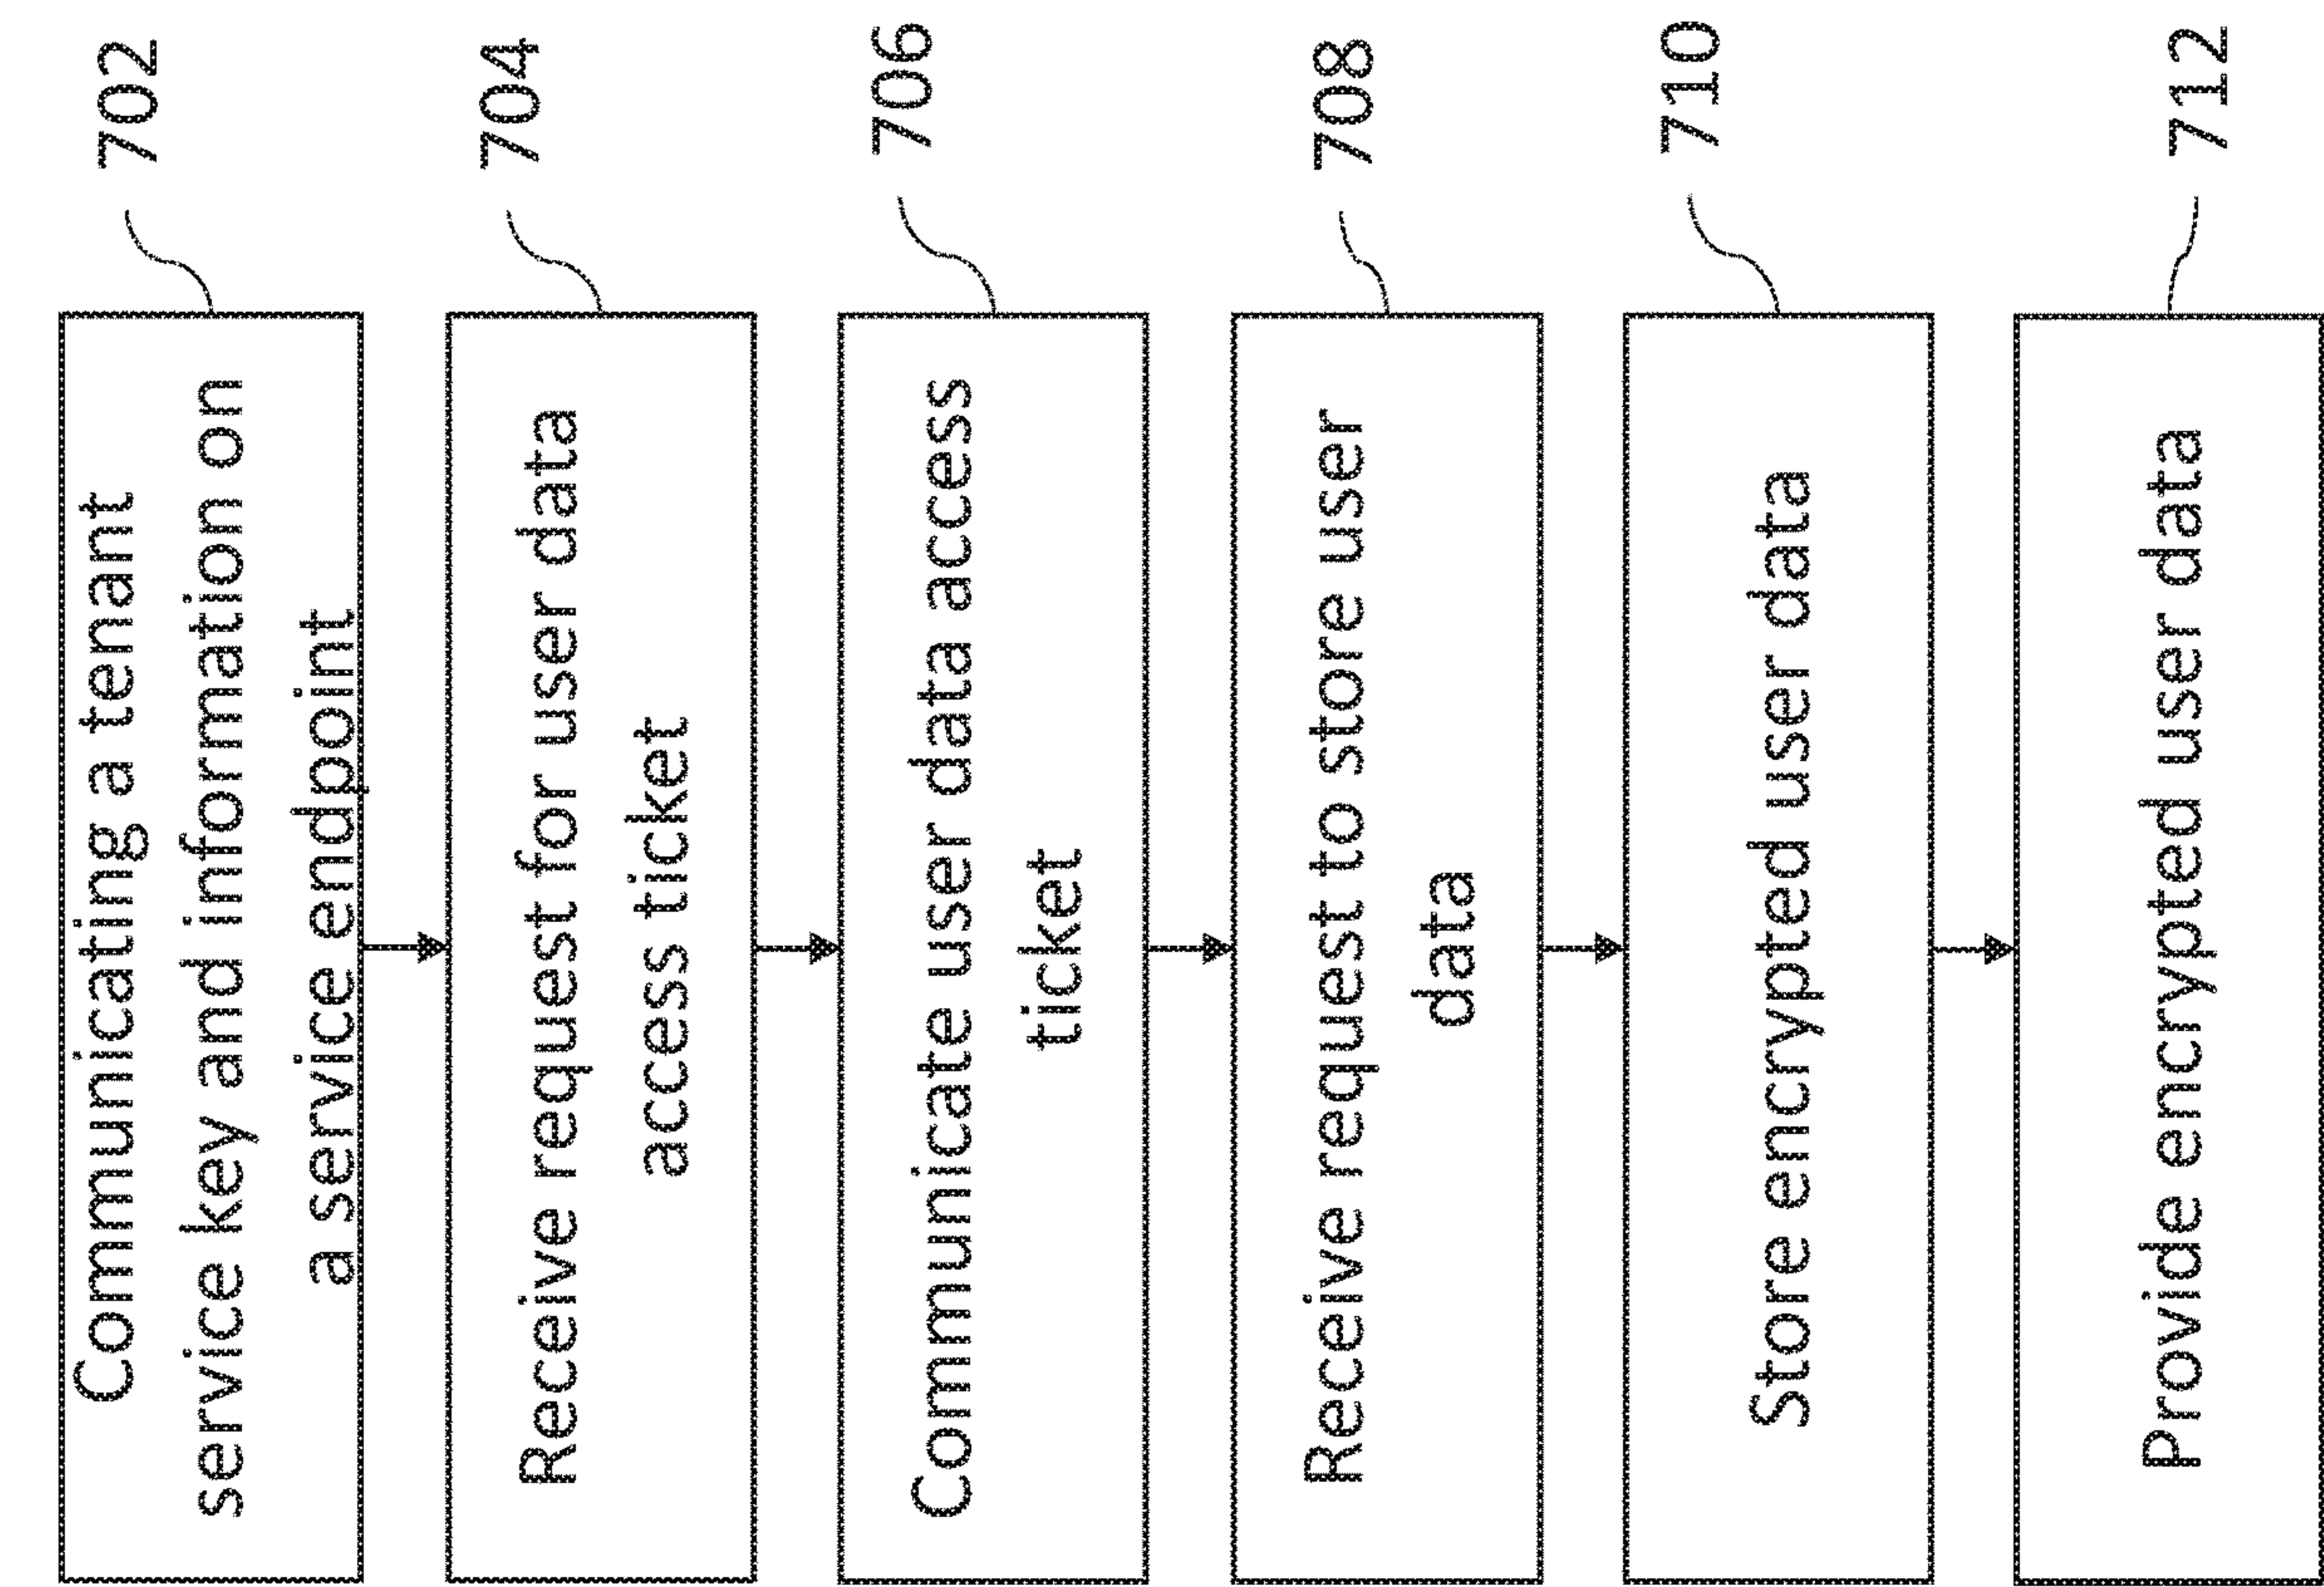 Communicating a tenant
service key and information on
a service endpoint
702
Receive request for user data
access ticket
704
Communicate user data access
ticket
706
Receive request to store user
data
708
Store encrypted user data
710
Provide encrypted user data
712